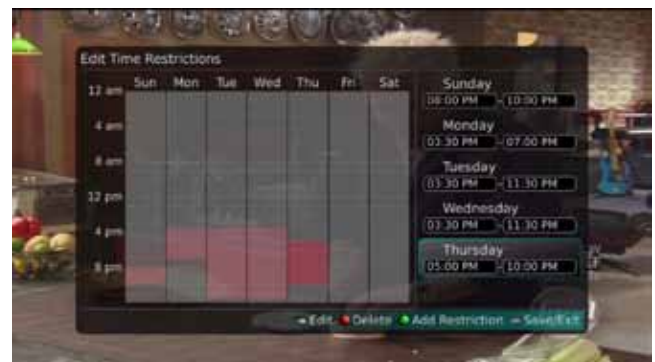 Edit Time Restrictions
Sun Mon Tue Wed Thu Fri Sat
12 am
4 am
8 am
12 pm
4 pm
8 pm
Sunday
08:00 PM - 10:00 PM
Monday
03:30 PM - 07:00 PM
Tuesday
03:30 PM - 11:30 PM
Wednesday
03:30 PM - 11:30 PM
Thursday
05:00 PM - 10:00 PM
Edit Delete Add Restriction Save/Exit